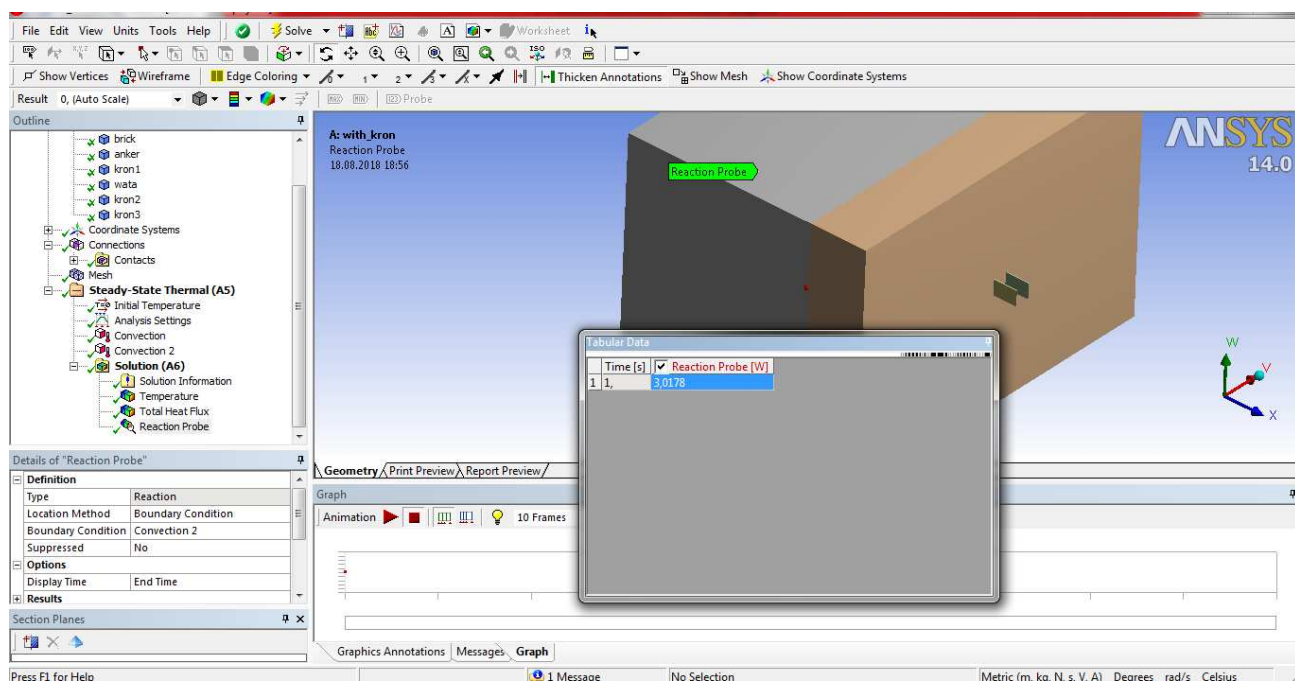 File Edit View Units Tools Help Solve Worksheet
Show Vertices Wireframe Edge Coloring Thicken Annotations Show Mesh Show Coordinate Systems
Result 0, (Auto Scale) MAX MIN Probe
Outline
brick
anker
kron1
wata
kron2
kron3
Coordinate Systems
Connections
Contacts
Mesh
Steady-State Thermal (A5)
Initial Temperature
Analysis Settings
Convection
Convection 2
Solution (A6)
Solution Information
Temperature
Total Heat Flux
Reaction Probe
Details of "Reaction Probe"
Definition
Type Reaction
Location Method Boundary Condition
Boundary Condition Convection 2
Suppressed No
Options
Display Time End Time
Results
Section Planes
A: with_kron
Reaction Probe
18.08.2018 18:56
Reaction Probe
ANSYS
14.0
W
V
X
Tabular Data
Time [s] Reaction Probe [W]
1 1, 3,0178
Geometry Print Preview Report Preview
Graph
Animation 10 Frames
Graphics Annotations Messages Graph
Press F1 for Help 1 Message No Selection Metric (m, kg, N, s, V, A) Degrees rad/s Celsius